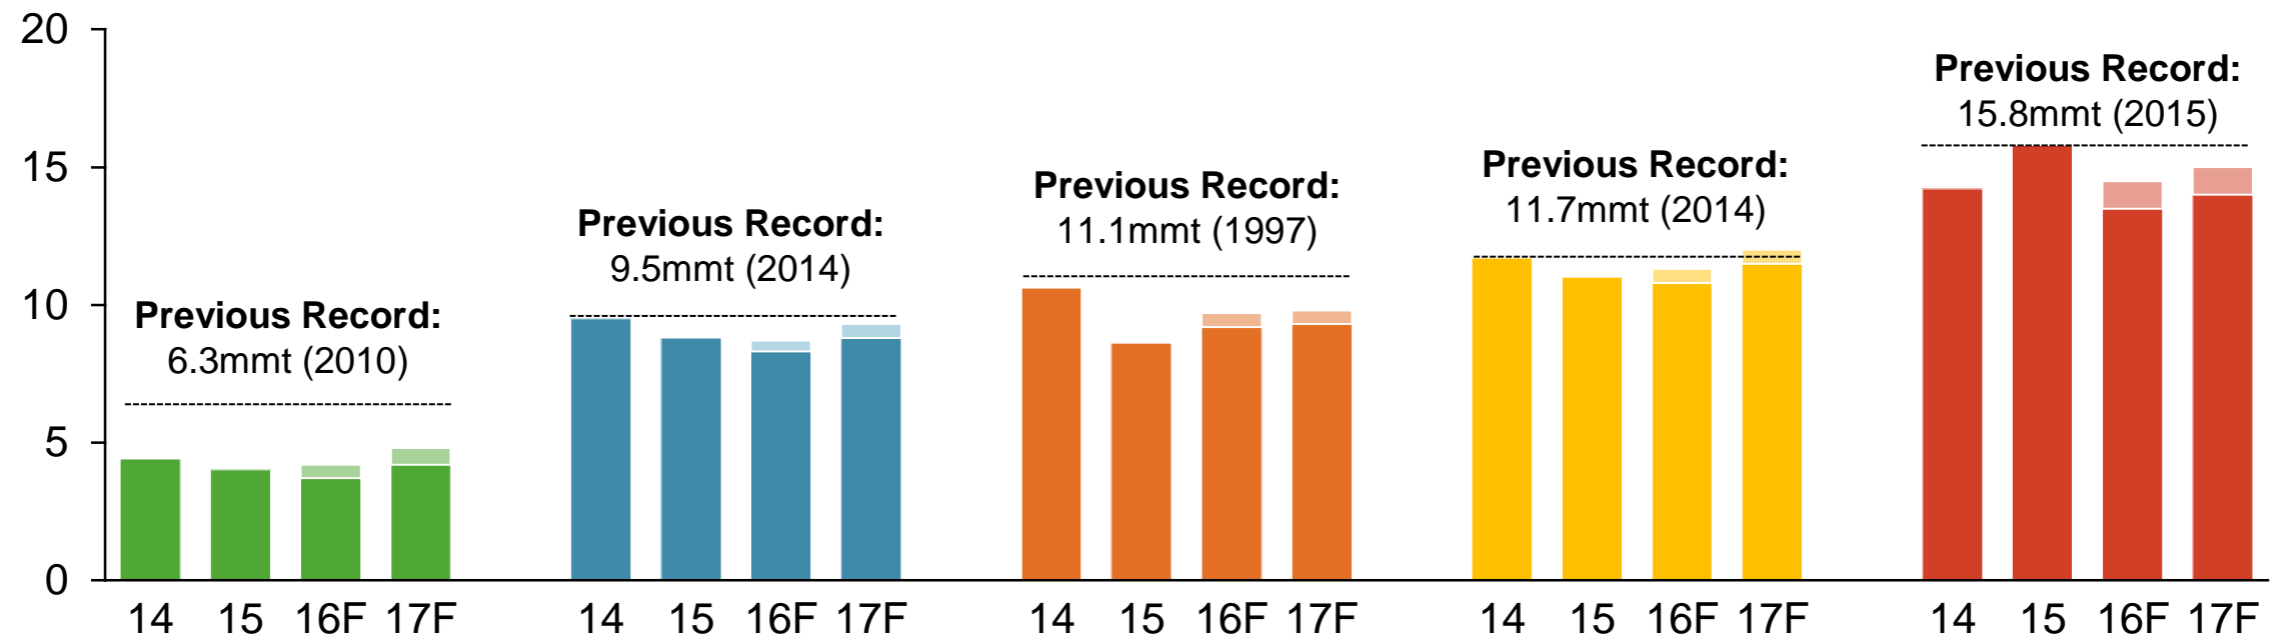 20
15
10
5
0
Previous Record:
6.3mmt (2010)
Previous Record:
9.5mmt (2014)
Previous Record:
11.1mmt (1997)
Previous Record:
11.7mmt (2014)
Previous Record:
15.8mmt (2015)
14 15 16F 17F 14 15 16F 17F 14 15 16F 17F 14 15 16F 17F 14 15 16F 17F